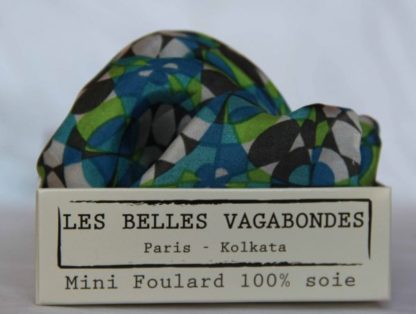 LES BELLES VAGABONDES
Paris - Kolkata
Mini Foulard 100% soie